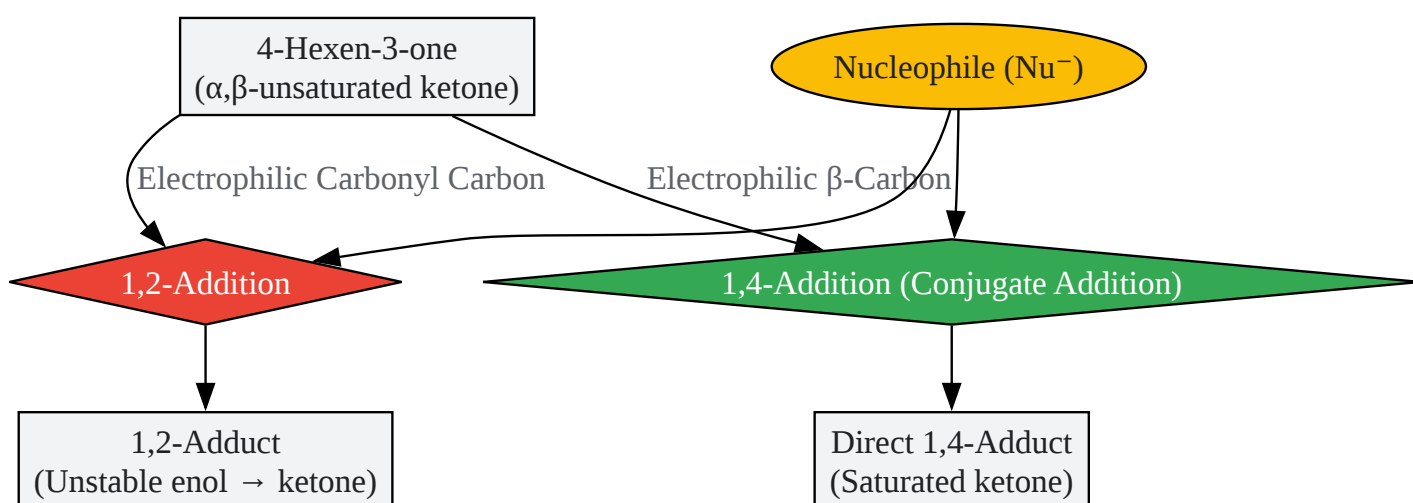 4-Hexen-3-one
(α,β-unsaturated ketone)
Nucleophile (Nu⁻)
Electrophilic Carbonyl Carbon
Electrophilic β-Carbon
1,2-Addition
1,4-Addition (Conjugate Addition)
1,2-Adduct
(Unstable enol → ketone)
Direct 1,4-Adduct
(Saturated ketone)